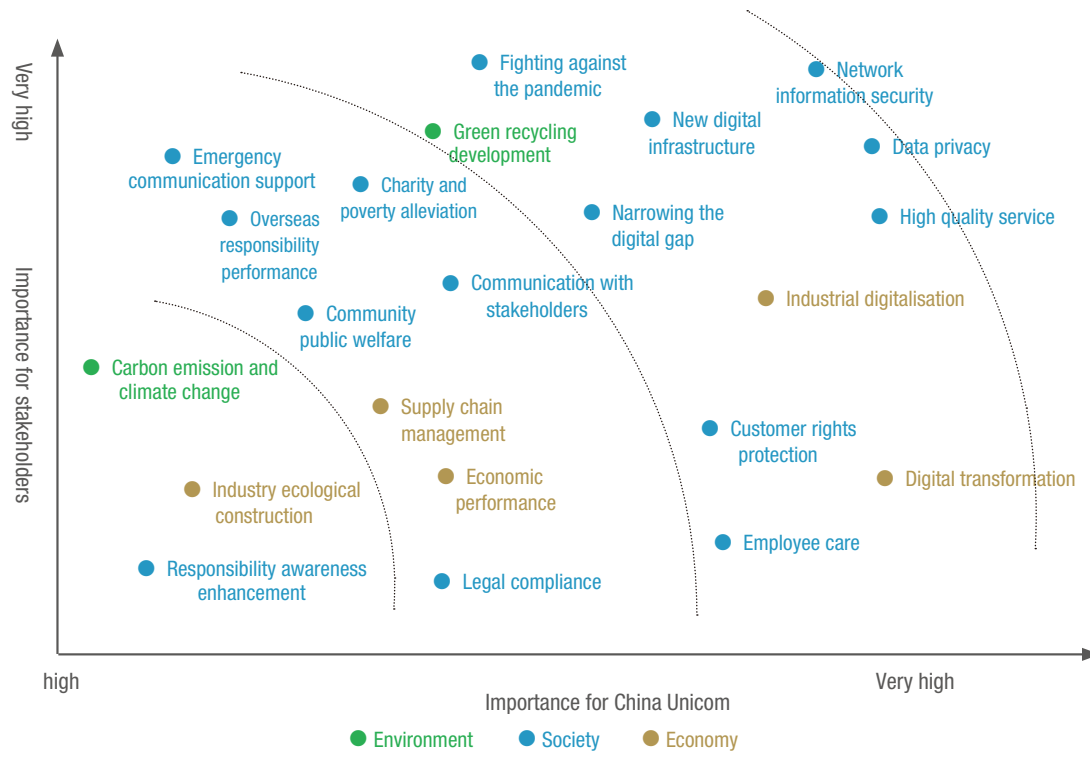 Very high
Importance for stakeholders
Fighting against
the pandemic
Network
information security
New digital
infrastructure
Green recycling
development
Data privacy
Emergency
communication support
Charity and
poverty alleviation
Overseas
responsibility
performance
Narrowing the
digital gap
High quality service
Communication with
stakeholders
Industrial digitalisation
Community
public welfare
Carbon emission and
climate change
Supply chain
management
Customer rights
protection
Economic
performance
Digital transformation
Industry ecological
construction
Employee care
Responsibility awareness
enhancement
Legal compliance
high
Very high
Importance for China Unicom
Environment
Society
Economy